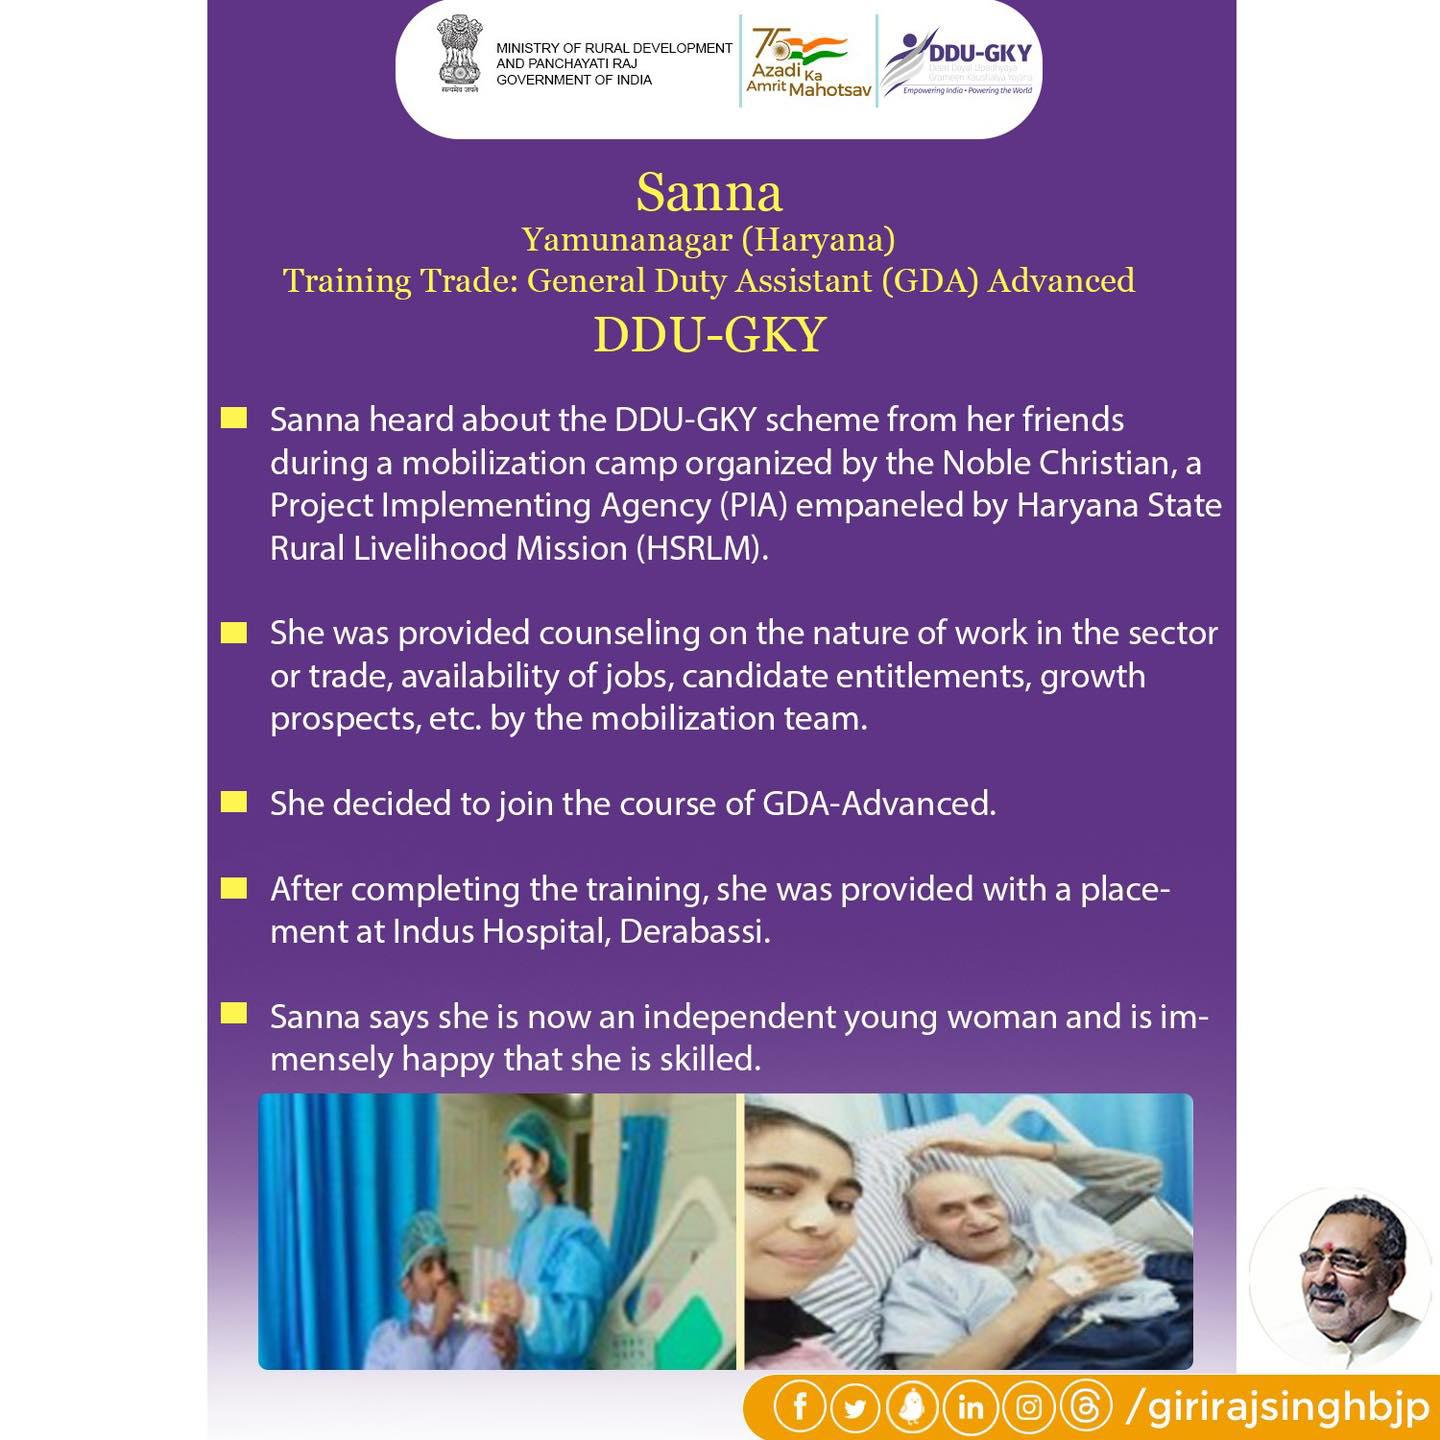 MINISTRY OF RURAL DEVELOPMENT
AND PANCHAYATI RAJ
GOVERNMENT OF INDIA
सत्यमेव जयते
75
Azadi Ka
Amrit Mahotsav
DDU-GKY
Deen Dayal Upadhyaya
Grameen Kaushalya Yojana
Empowering India • Powering the World
Sanna
Yamunanagar (Haryana)
Training Trade: General Duty Assistant (GDA) Advanced
DDU-GKY
Sanna heard about the DDU-GKY scheme from her friends
during a mobilization camp organized by the Noble Christian, a
Project Implementing Agency (PIA) empaneled by Haryana State
Rural Livelihood Mission (HSRLM).
She was provided counseling on the nature of work in the sector
or trade, availability of jobs, candidate entitlements, growth
prospects, etc. by the mobilization team.
She decided to join the course of GDA-Advanced.
After completing the training, she was provided with a place-
ment at Indus Hospital, Derabassi.
Sanna says she is now an independent young woman and is im-
mensely happy that she is skilled.
/girirajsinghbjp